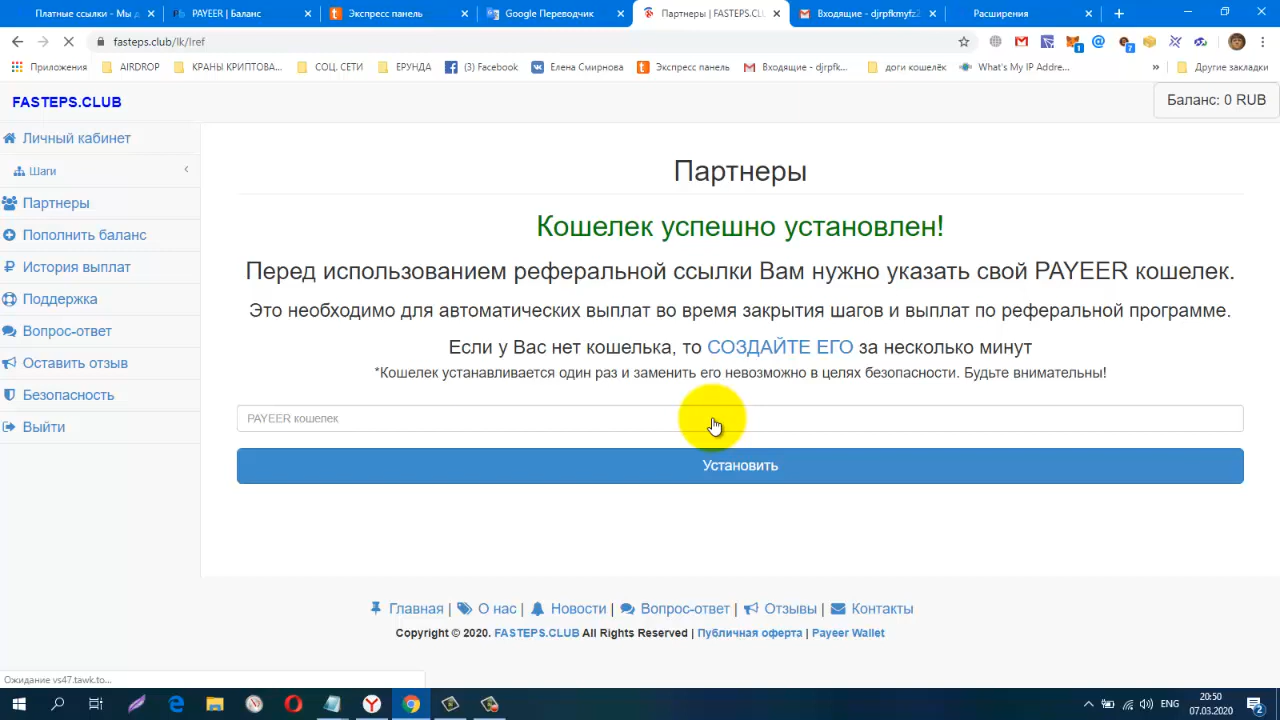 Платные ссылки - Мы д
PAYEER | Баланс
Экспресс панель
Google Переводчик
Партнеры | FASTEPS.CLU
Входящие - djrpfkmyfz2
Расширения
fasteps.club/lk/lref
Приложения
AIRDROP
КРАНЫ КРИПТОВА...
СОЦ. СЕТИ
ЕРУНДА
(3) Facebook
Елена Смирнова
Экспресс панель
Входящие - djrpfk...
доги кошелёк
What's My IP Addre...
»
Другие закладки
FASTEPS.CLUB
Баланс: 0 RUB
Личный кабинет
Шаги
Партнеры
Пополнить баланс
История выплат
Поддержка
Вопрос-ответ
Оставить отзыв
Безопасность
Выйти
Партнеры
Кошелек успешно установлен!
Перед использованием реферальной ссылки Вам нужно указать свой PAYEER кошелек.
Это необходимо для автоматических выплат во время закрытия шагов и выплат по реферальной программе.
Если у Вас нет кошелька, то СОЗДАЙТЕ ЕГО за несколько минут
*Кошелек устанавливается один раз и заменить его невозможно в целях безопасности. Будьте внимательны!
PAYEER кошелек
Установить
Главная | О нас | Новости | Вопрос-ответ | Отзывы | Контакты
Copyright © 2020. FASTEPS.CLUB All Rights Reserved | Публичная оферта | Payeer Wallet
Ожидание vs47.tawk.to...
ENG
20:50
07.03.2020
2